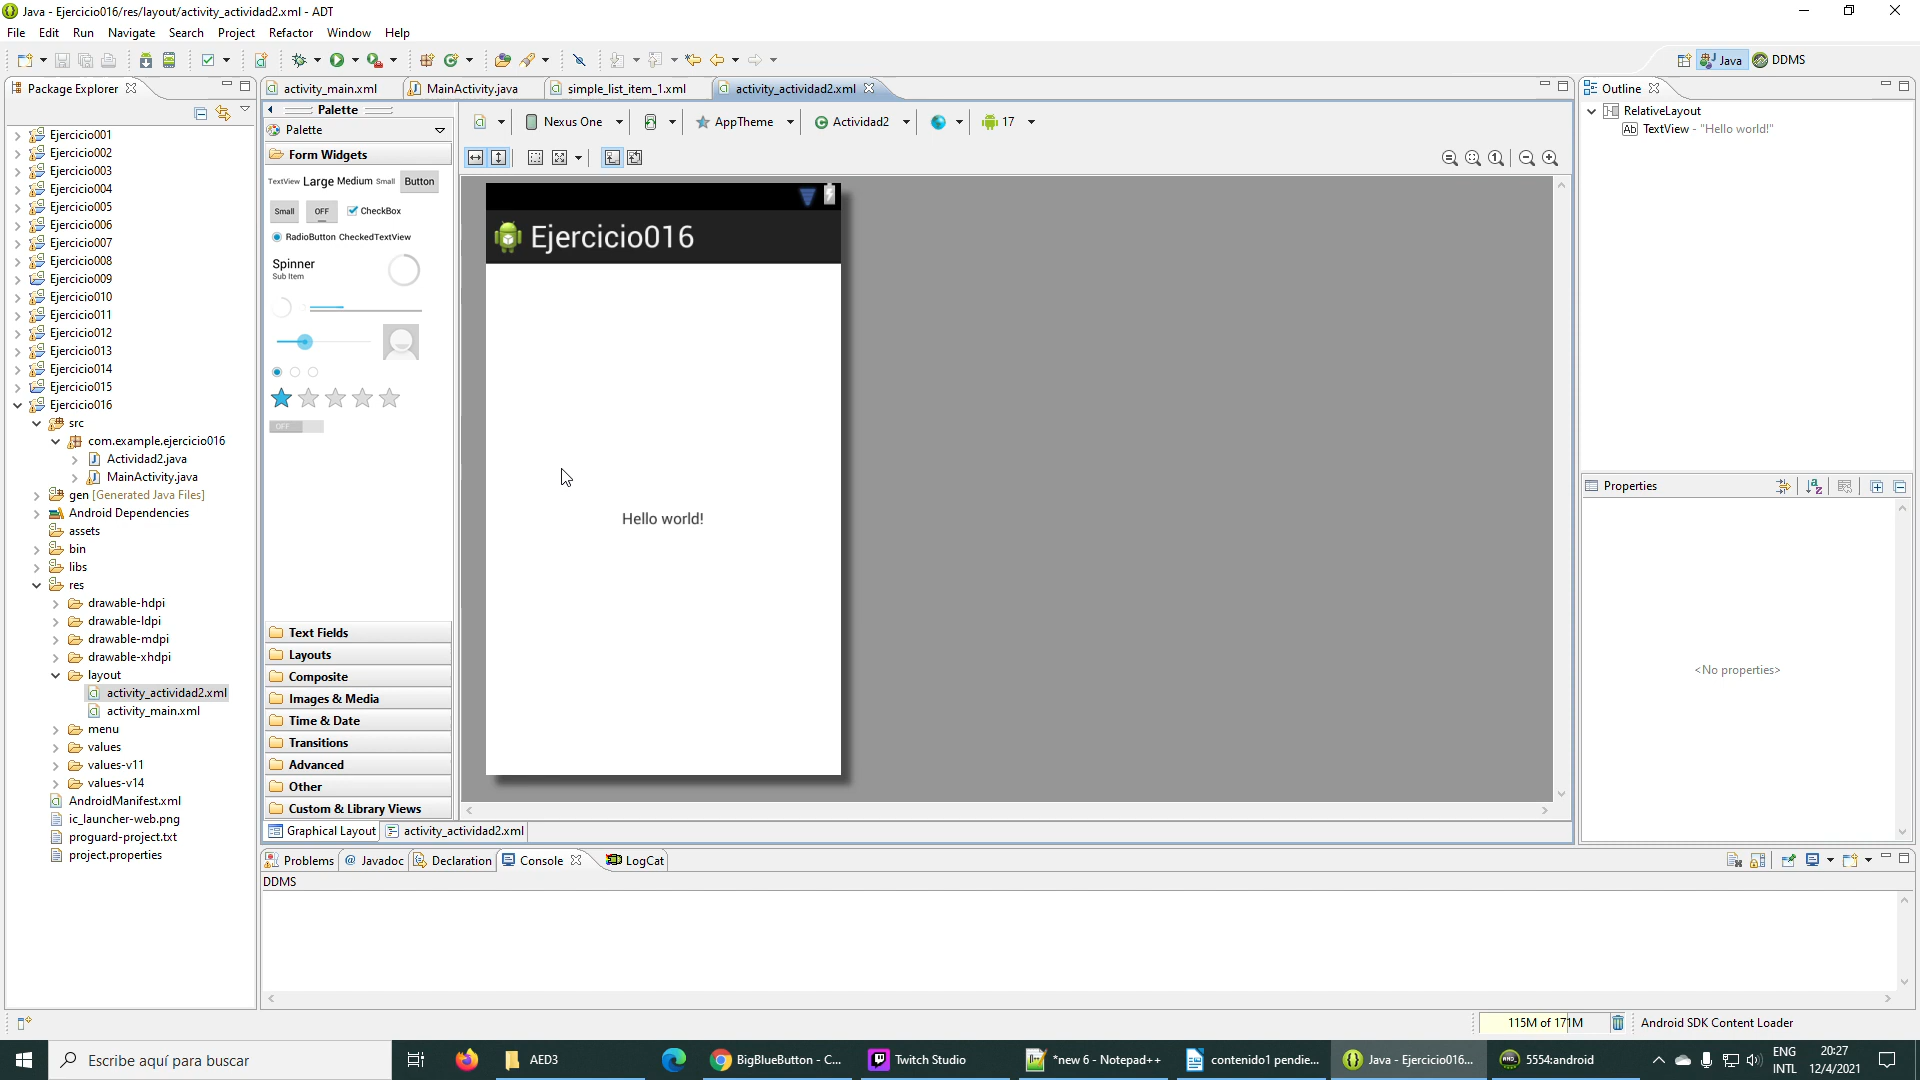 Java - Ejercicio016/res/layout/activity_actividad2.xml - ADT
File Edit Run Navigate Search Project Refactor Window Help
Java DDMS
Package Explorer
activity_main.xml MainActivity.java simple_list_item_1.xml activity_actividad2.xml
Outline
Palette
Palette
Nexus One AppTheme Actividad2 17
RelativeLayout
TextView - "Hello world!"
Ejercicio001
Ejercicio002
Ejercicio003
Ejercicio004
Ejercicio005
Ejercicio006
Ejercicio007
Ejercicio008
Ejercicio009
Ejercicio010
Ejercicio011
Ejercicio012
Ejercicio013
Ejercicio014
Ejercicio015
Ejercicio016
src
com.example.ejercicio016
Actividad2.java
MainActivity.java
gen [Generated Java Files]
Android Dependencies
assets
bin
libs
res
drawable-hdpi
drawable-ldpi
drawable-mdpi
drawable-xhdpi
layout
activity_actividad2.xml
activity_main.xml
menu
values
values-v11
values-v14
AndroidManifest.xml
ic_launcher-web.png
proguard-project.txt
project.properties
Form Widgets
TextView Large Medium Small Button
Small OFF CheckBox
RadioButton CheckedTextView
Spinner
Sub Item
OFF
Text Fields
Layouts
Composite
Images & Media
Time & Date
Transitions
Advanced
Other
Custom & Library Views
Ejercicio016
Hello world!
Graphical Layout activity_actividad2.xml
Properties
<No properties>
Problems Javadoc Declaration Console LogCat
DDMS
115M of 171M
Android SDK Content Loader
Escribe aquí para buscar
AED3
BigBlueButton - C...
Twitch Studio
*new 6 - Notepad++
contenido1 pendie...
Java - Ejercicio016...
5554:android
ENG
INTL
20:27
12/4/2021